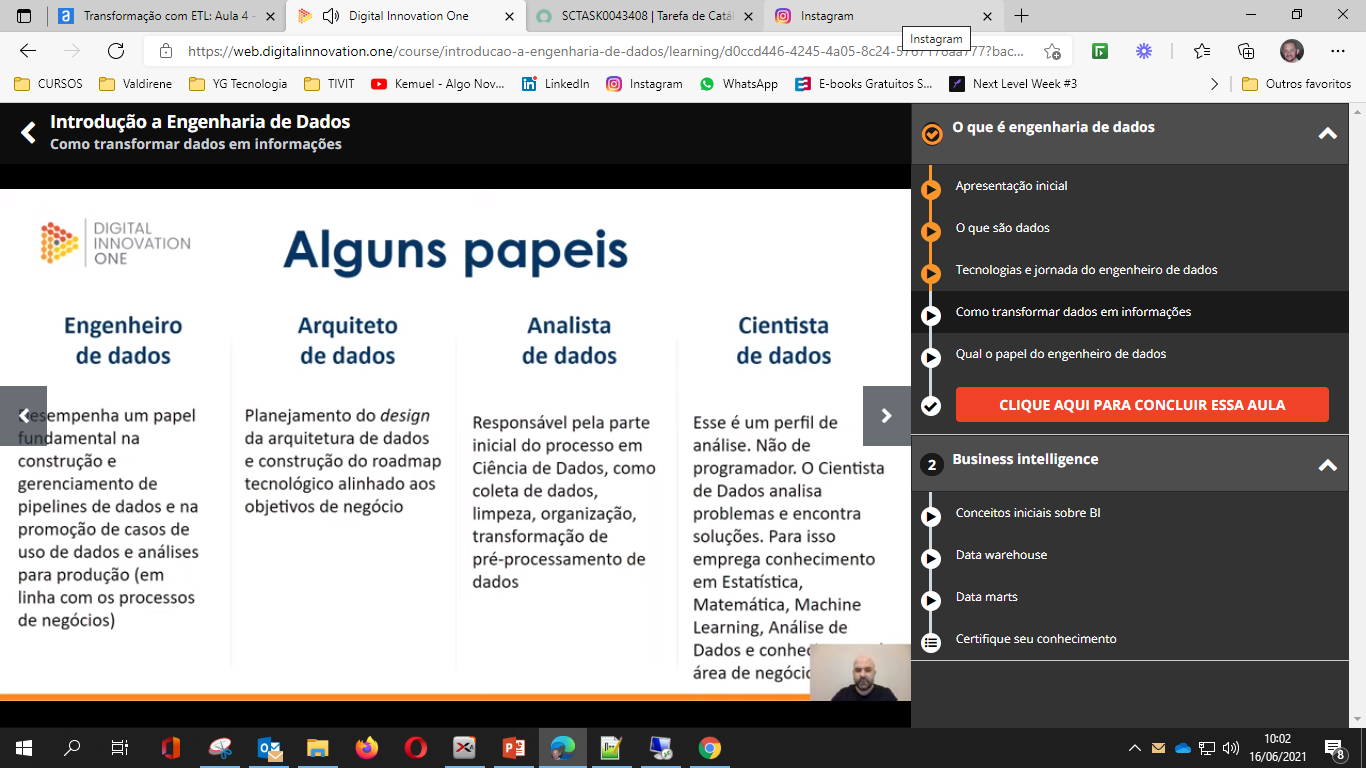 Transformação com ETL: Aula 4 -
Digital Innovation One
SCTASK0043408 | Tarefa de Catál
Instagram
https://web.digitalinnovation.one/course/introducao-a-engenharia-de-dados/learning/d0ccd446-4245-4a05-8c24-
Instagram
CURSOS
Valdirene
YG Tecnologia
TIVIT
Kemuel - Algo Nov...
LinkedIn
Instagram
WhatsApp
E-books Gratuitos S...
Next Level Week #3
Outros favoritos
Introdução a Engenharia de Dados
Como transformar dados em informações
DIGITAL
INNOVATION
ONE
Alguns papeis
Engenheiro
de dados
Desempenha um papel
fundamental na
construção e
gerenciamento de
pipelines de dados e na
promoção de casos de
uso de dados e análises
para produção (em
linha com os processos
de negócios)
Arquiteto
de dados
Planejamento do design
da arquitetura de dados
e construção do roadmap
tecnológico alinhado aos
objetivos de negócio
Analista
de dados
Responsável pela parte
inicial do processo em
Ciência de Dados, como
coleta de dados,
limpeza, organização,
transformação de
pré-processamento de
dados
Cientista
de dados
Esse é um perfil de
análise. Não de
programador. O Cientista
de Dados analisa
problemas e encontra
soluções. Para isso
emprega conhecimento
em Estatística,
Matemática, Machine
Learning, Análise de
Dados e
área de
O que é engenharia de dados
Apresentação inicial
O que são dados
Tecnologias e jornada do engenheiro de dados
Como transformar dados em informações
Qual o papel do engenheiro de dados
CLIQUE AQUI PARA CONCLUIR ESSA AULA
2
Business intelligence
Conceitos iniciais sobre BI
Data warehouse
Data marts
Certifique seu conhecimento
10:02
16/06/2021
8